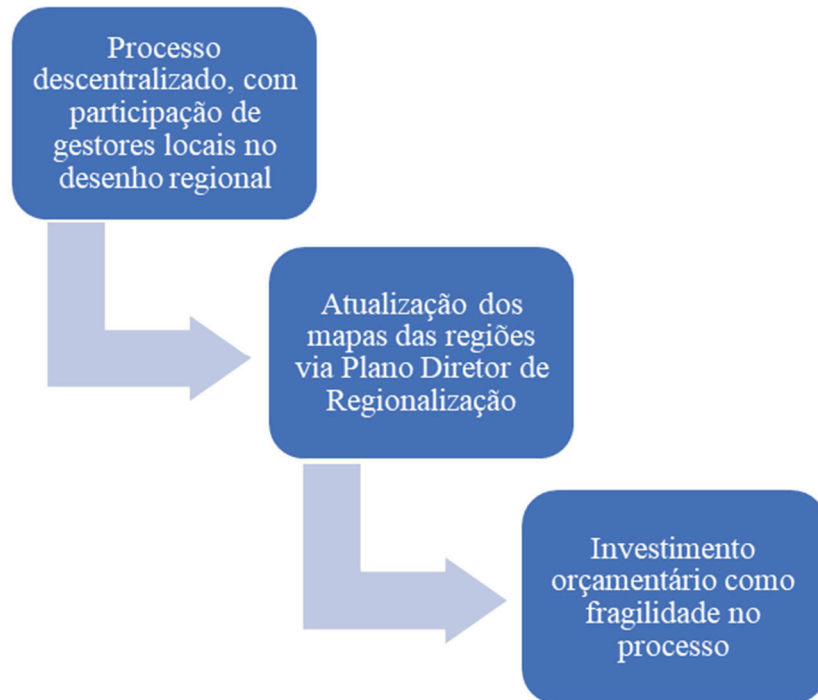 Processo
descentralizado, com
participação de
gestores locais no
desenho regional
Atualização dos
mapas das regiões
via Plano Diretor de
Regionalização
Investimento
orçamentário como
fragilidade no
processo